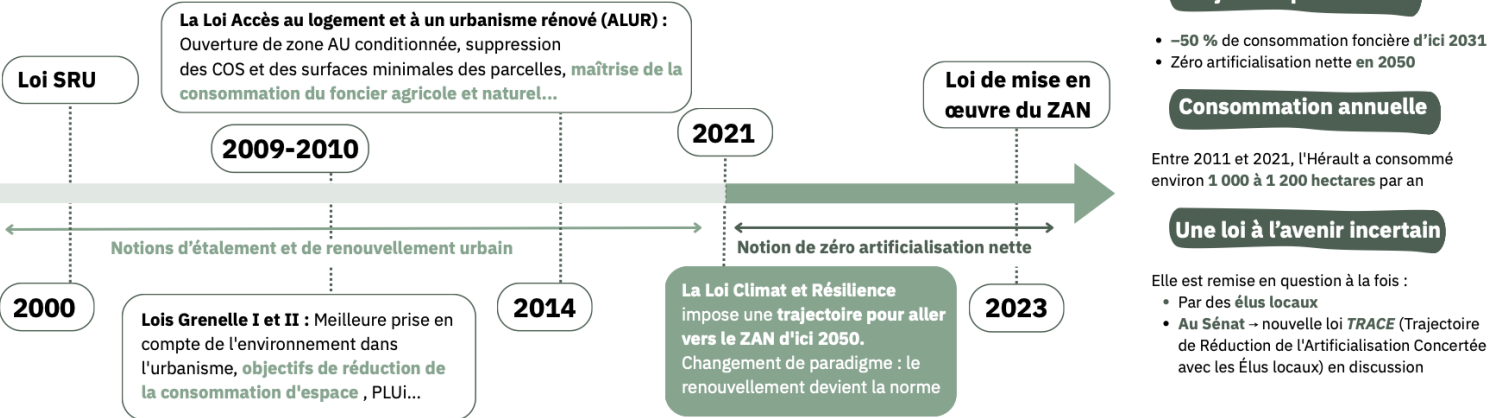 La Loi Accès au logement et à un urbanisme rénové (ALUR) :
Ouverture de zone AU conditionnée, suppression
des COS et des surfaces minimales des parcelles, maîtrise de la
consommation du foncier agricole et naturel...
Loi SRU
2009-2010
2021
Loi de mise en
œuvre du ZAN
Notions d’étalement et de renouvellement urbain
Notion de zéro artificialisation nette
2000
Lois Grenelle I et II : Meilleure prise en
compte de l'environnement dans
l'urbanisme, objectifs de réduction de
la consommation d'espace , PLUi...
2014
La Loi Climat et Résilience
impose une trajectoire pour aller
vers le ZAN d'ici 2050.
Changement de paradigme : le
renouvellement devient la norme
2023
• –50 % de consommation foncière d’ici 2031
• Zéro artificialisation nette en 2050
Consommation annuelle
Entre 2011 et 2021, l'Hérault a consommé
environ 1 000 à 1 200 hectares par an
Une loi à l’avenir incertain
Elle est remise en question à la fois :
• Par des élus locaux
• Au Sénat → nouvelle loi TRACE (Trajectoire
de Réduction de l'Artificialisation Concertée
avec les Élus locaux) en discussion